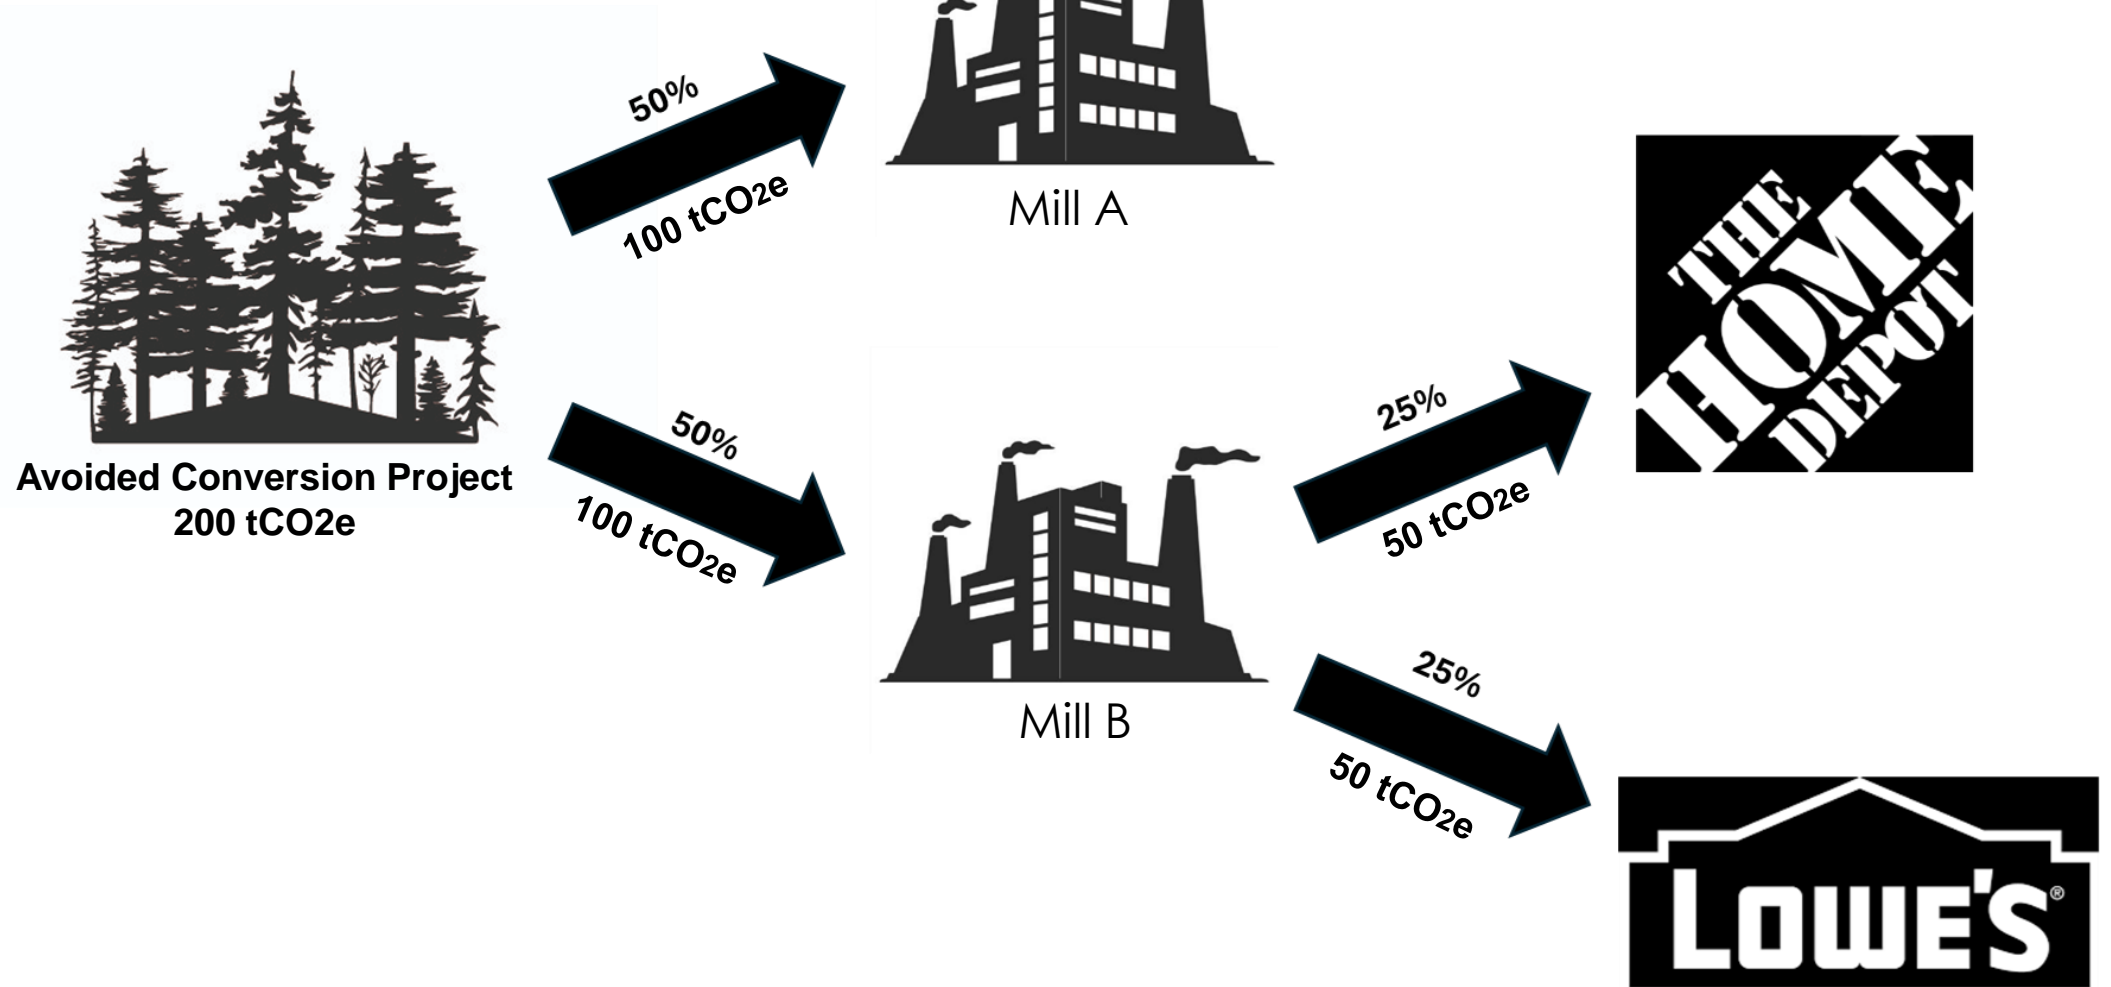 50%
100 tCO2e
Mill A
Avoided Conversion Project
200 tCO2e
50%
100 tCO2e
Mill B
25%
50 tCO2e
THE
HOME
DEPOT
25%
50 tCO2e
LOWE'S®